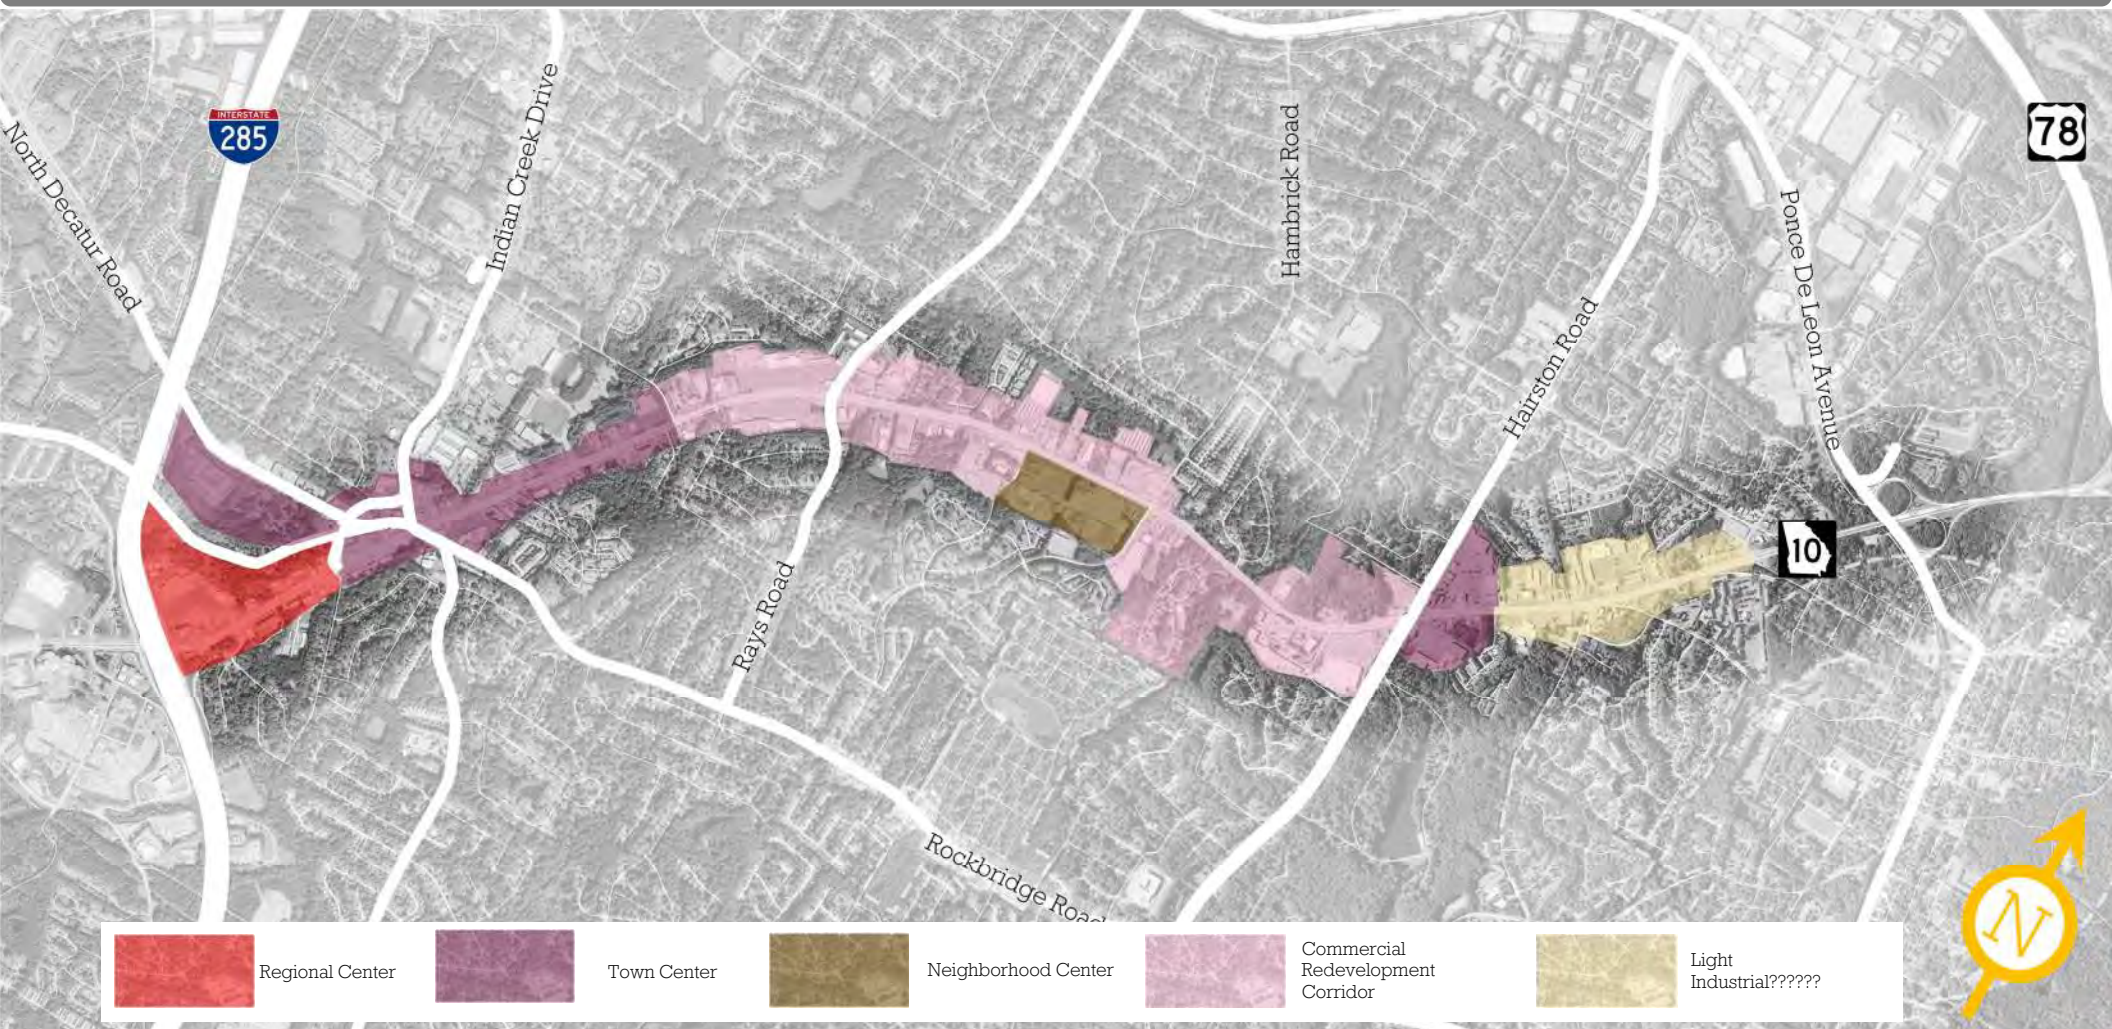 INTERSTATE
285
78
North Decatur Road
Indian Creek Drive
Hambrick Road
Ponce De Leon Avenue
Hairston Road
10
Rays Road
Rockbridge Road
N
Regional Center
Town Center
Neighborhood Center
Commercial
Redevelopment
Corridor
Light
Industrial??????